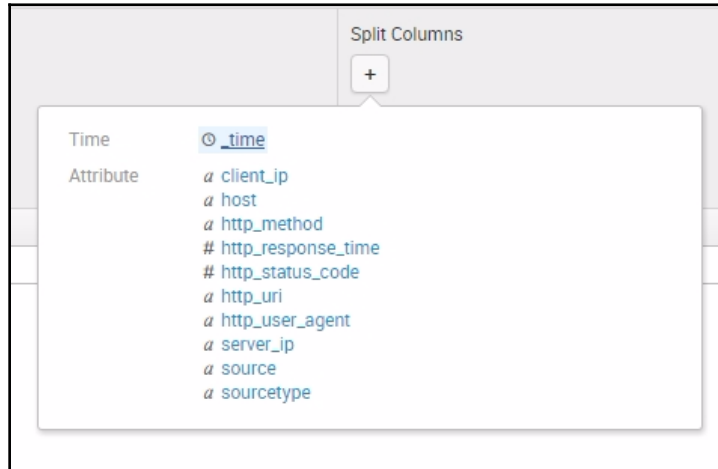 Split Columns
+
Time _time
Attribute a client_ip
a host
a http_method
# http_response_time
# http_status_code
a http_uri
a http_user_agent
a server_ip
a source
a sourcetype